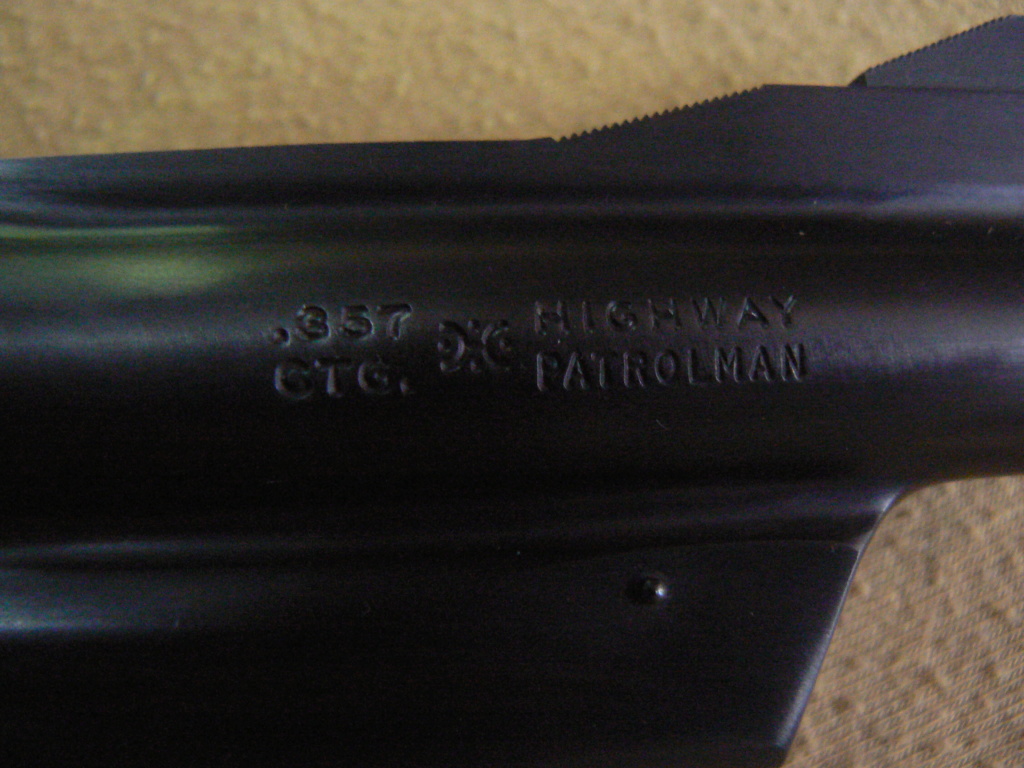 .357
CTG.
HIGHWAY
PATROLMAN